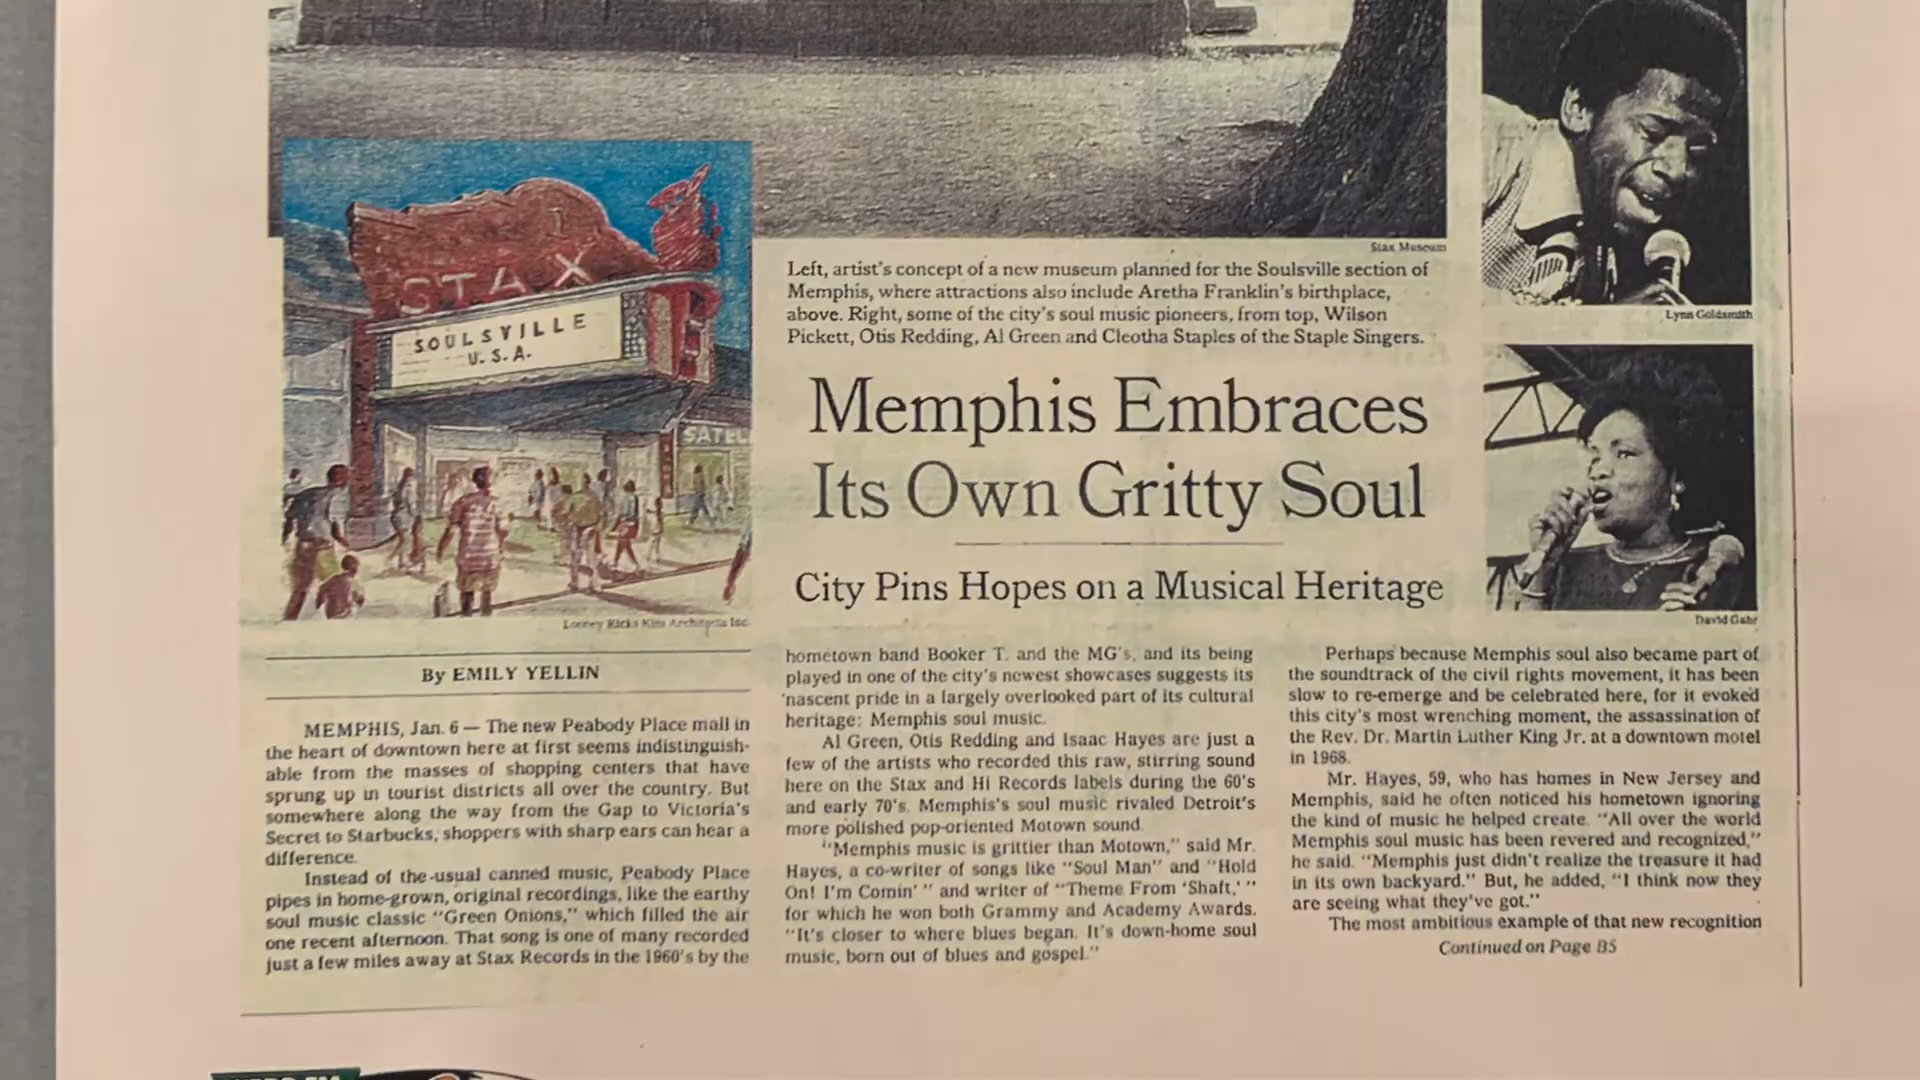 STAX
SOULSVILLE
U.S.A.
Stax Museum
Left, artist's concept of a new museum planned for the Soulsville section of
Memphis, where attractions also include Aretha Franklin's birthplace,
above. Right, some of the city's soul music pioneers, from top, Wilson
Pickett, Otis Redding, Al Green and Cleotha Staples of the Staple Singers.
Lynn Goldsmith
Memphis Embraces
Its Own Gritty Soul
City Pins Hopes on a Musical Heritage
David Gahr
Looney Ricks Kiss Architects Inc.
By EMILY YELLIN
MEMPHIS, Jan. 6 — The new Peabody Place mall in
the heart of downtown here at first seems indistinguish-
able from the masses of shopping centers that have
sprung up in tourist districts all over the country. But
somewhere along the way from the Gap to Victoria's
Secret to Starbucks, shoppers with sharp ears can hear a
difference.
Instead of the usual canned music, Peabody Place
pipes in home-grown, original recordings, like the earthy
soul music classic "Green Onions," which filled the air
one recent afternoon. That song is one of many recorded
just a few miles away at Stax Records in the 1960's by the
hometown band Booker T. and the MG's, and its being
played in one of the city's newest showcases suggests its
nascent pride in a largely overlooked part of its cultural
heritage: Memphis soul music.
Al Green, Otis Redding and Isaac Hayes are just a
few of the artists who recorded this raw, stirring sound
here on the Stax and Hi Records labels during the 60's
and early 70's. Memphis's soul music rivaled Detroit's
more polished pop-oriented Motown sound.
"Memphis music is grittier than Motown," said Mr.
Hayes, a co-writer of songs like "Soul Man" and "Hold
On! I'm Comin' " and writer of "Theme From 'Shaft,' "
for which he won both Grammy and Academy Awards.
"It's closer to where blues began. It's down-home soul
music, born out of blues and gospel."
Perhaps because Memphis soul also became part of
the soundtrack of the civil rights movement, it has been
slow to re-emerge and be celebrated here, for it evoked
this city's most wrenching moment, the assassination of
the Rev. Dr. Martin Luther King Jr. at a downtown motel
in 1968.
Mr. Hayes, 59, who has homes in New Jersey and
Memphis, said he often noticed his hometown ignoring
the kind of music he helped create. "All over the world
Memphis soul music has been revered and recognized,"
he said. "Memphis just didn't realize the treasure it had
in its own backyard." But, he added, "I think now they
are seeing what they've got."
The most ambitious example of that new recognition
Continued on Page B5